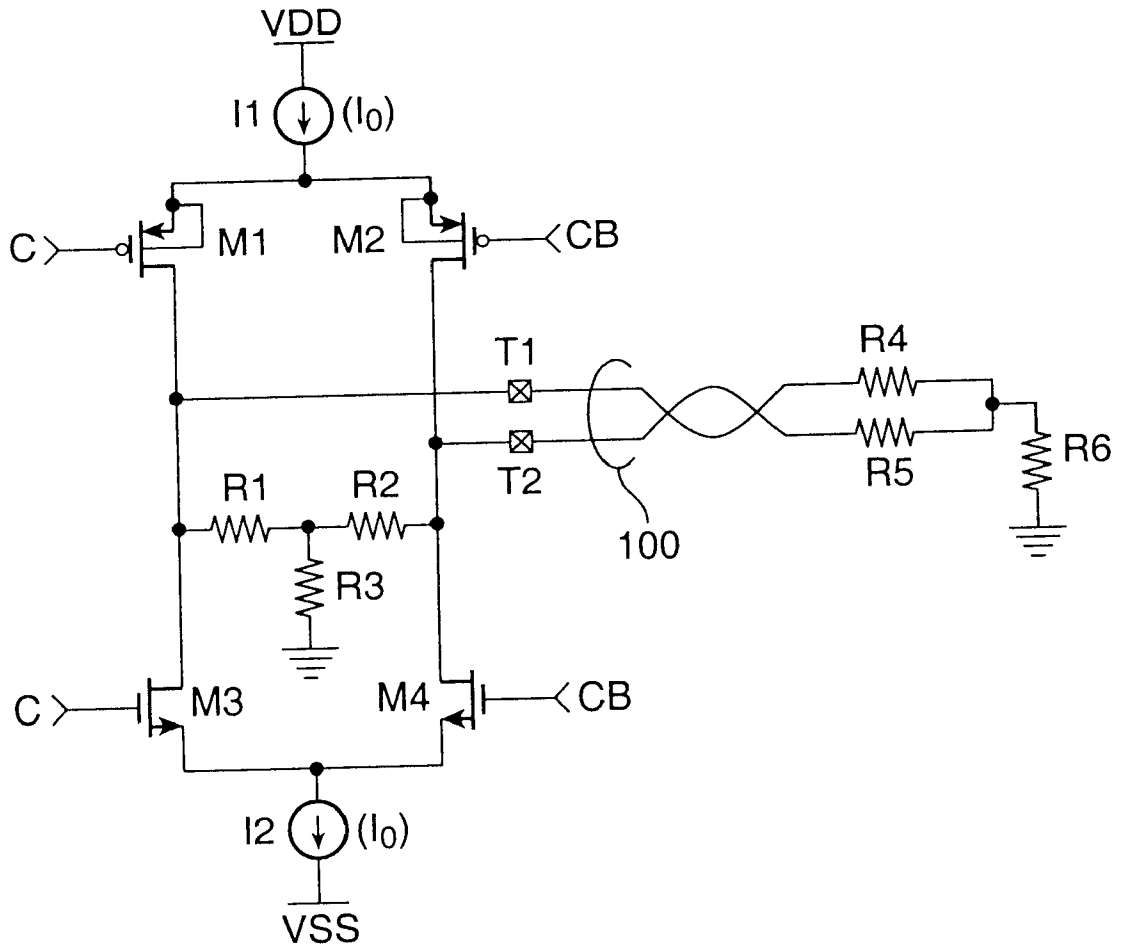 VDD
I1 (I0)
C M1 M2 CB
T1
T2
R4
R5
R6
R1 R2
R3
100
C M3 M4 CB
I2 (I0)
VSS